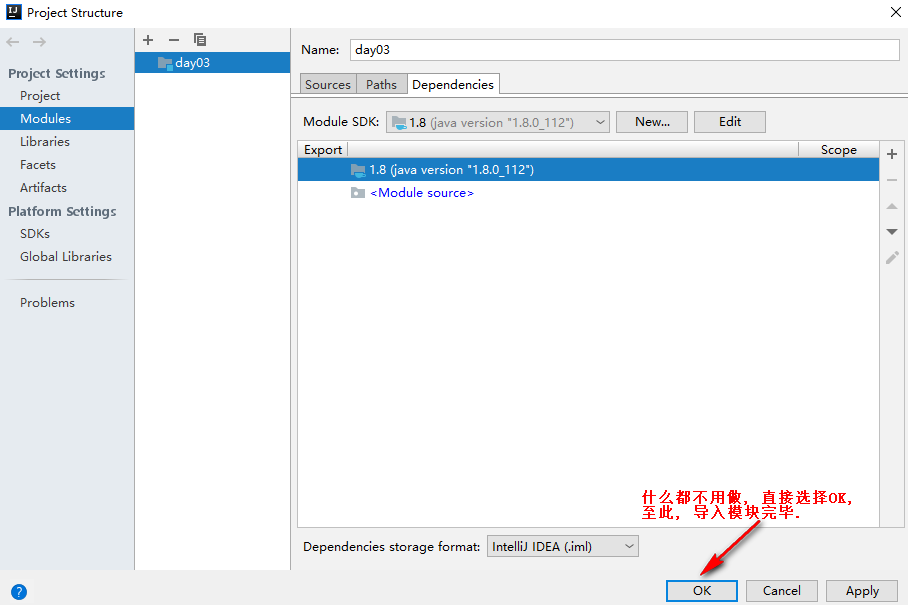 Project Structure
Project Settings
Project
Modules
Libraries
Facets
Artifacts
Platform Settings
SDKs
Global Libraries
Problems
day03
Name: day03
Sources Paths Dependencies
Module SDK: 1.8 (java version "1.8.0_112") New... Edit
Export Scope
1.8 (java version "1.8.0_112")
<Module source>
什么都不用做, 直接选择OK,
至此, 导入模块完毕.
Dependencies storage format: IntelliJ IDEA (.iml)
OK Cancel Apply